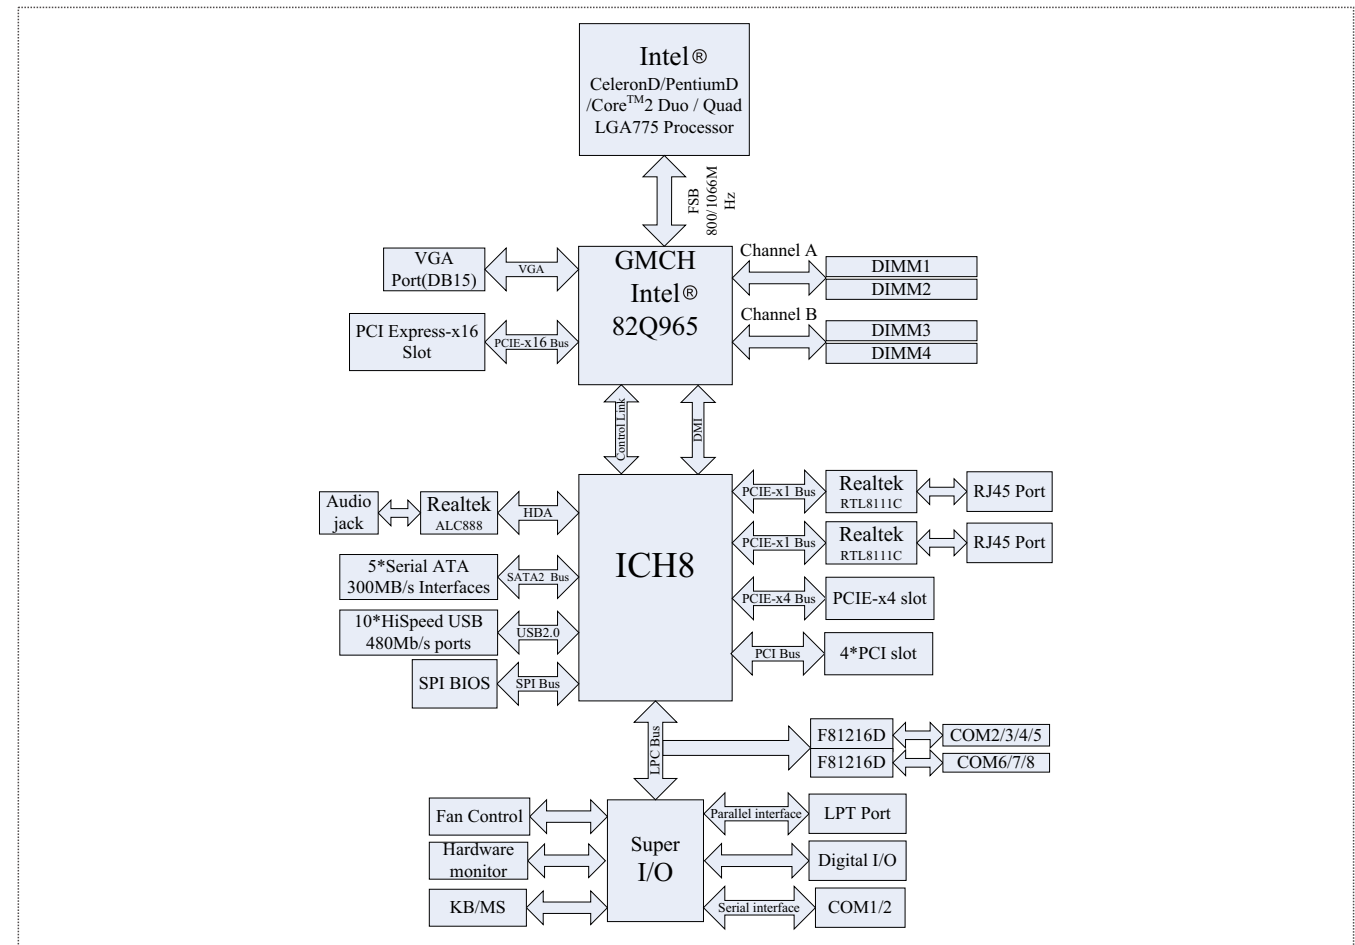 Intel®
CeleronD/PentiumD
/Core™2 Duo / Quad
LGA775 Processor
FSB
800/1066M
Hz
VGA
Port(DB15)
VGA
GMCH
Intel®
82Q965
Channel A
DIMM1
DIMM2
PCI Express-x16
Slot
PCIE-x16 Bus
Channel B
DIMM3
DIMM4
Control Link
DMI
Audio
jack
Realtek
ALC888
HDA
ICH8
PCIE-x1 Bus
Realtek
RTL8111C
RJ45 Port
PCIE-x1 Bus
Realtek
RTL8111C
RJ45 Port
5*Serial ATA
300MB/s Interfaces
SATA2 Bus
PCIE-x4 Bus
PCIE-x4 slot
10*HiSpeed USB
480Mb/s ports
USB2.0
PCI Bus
4*PCI slot
SPI BIOS
SPI Bus
LPC Bus
F81216D
COM2/3/4/5
F81216D
COM6/7/8
Fan Control
Super
I/O
Parallel interface
LPT Port
Hardware
monitor
Digital I/O
KB/MS
Serial interface
COM1/2